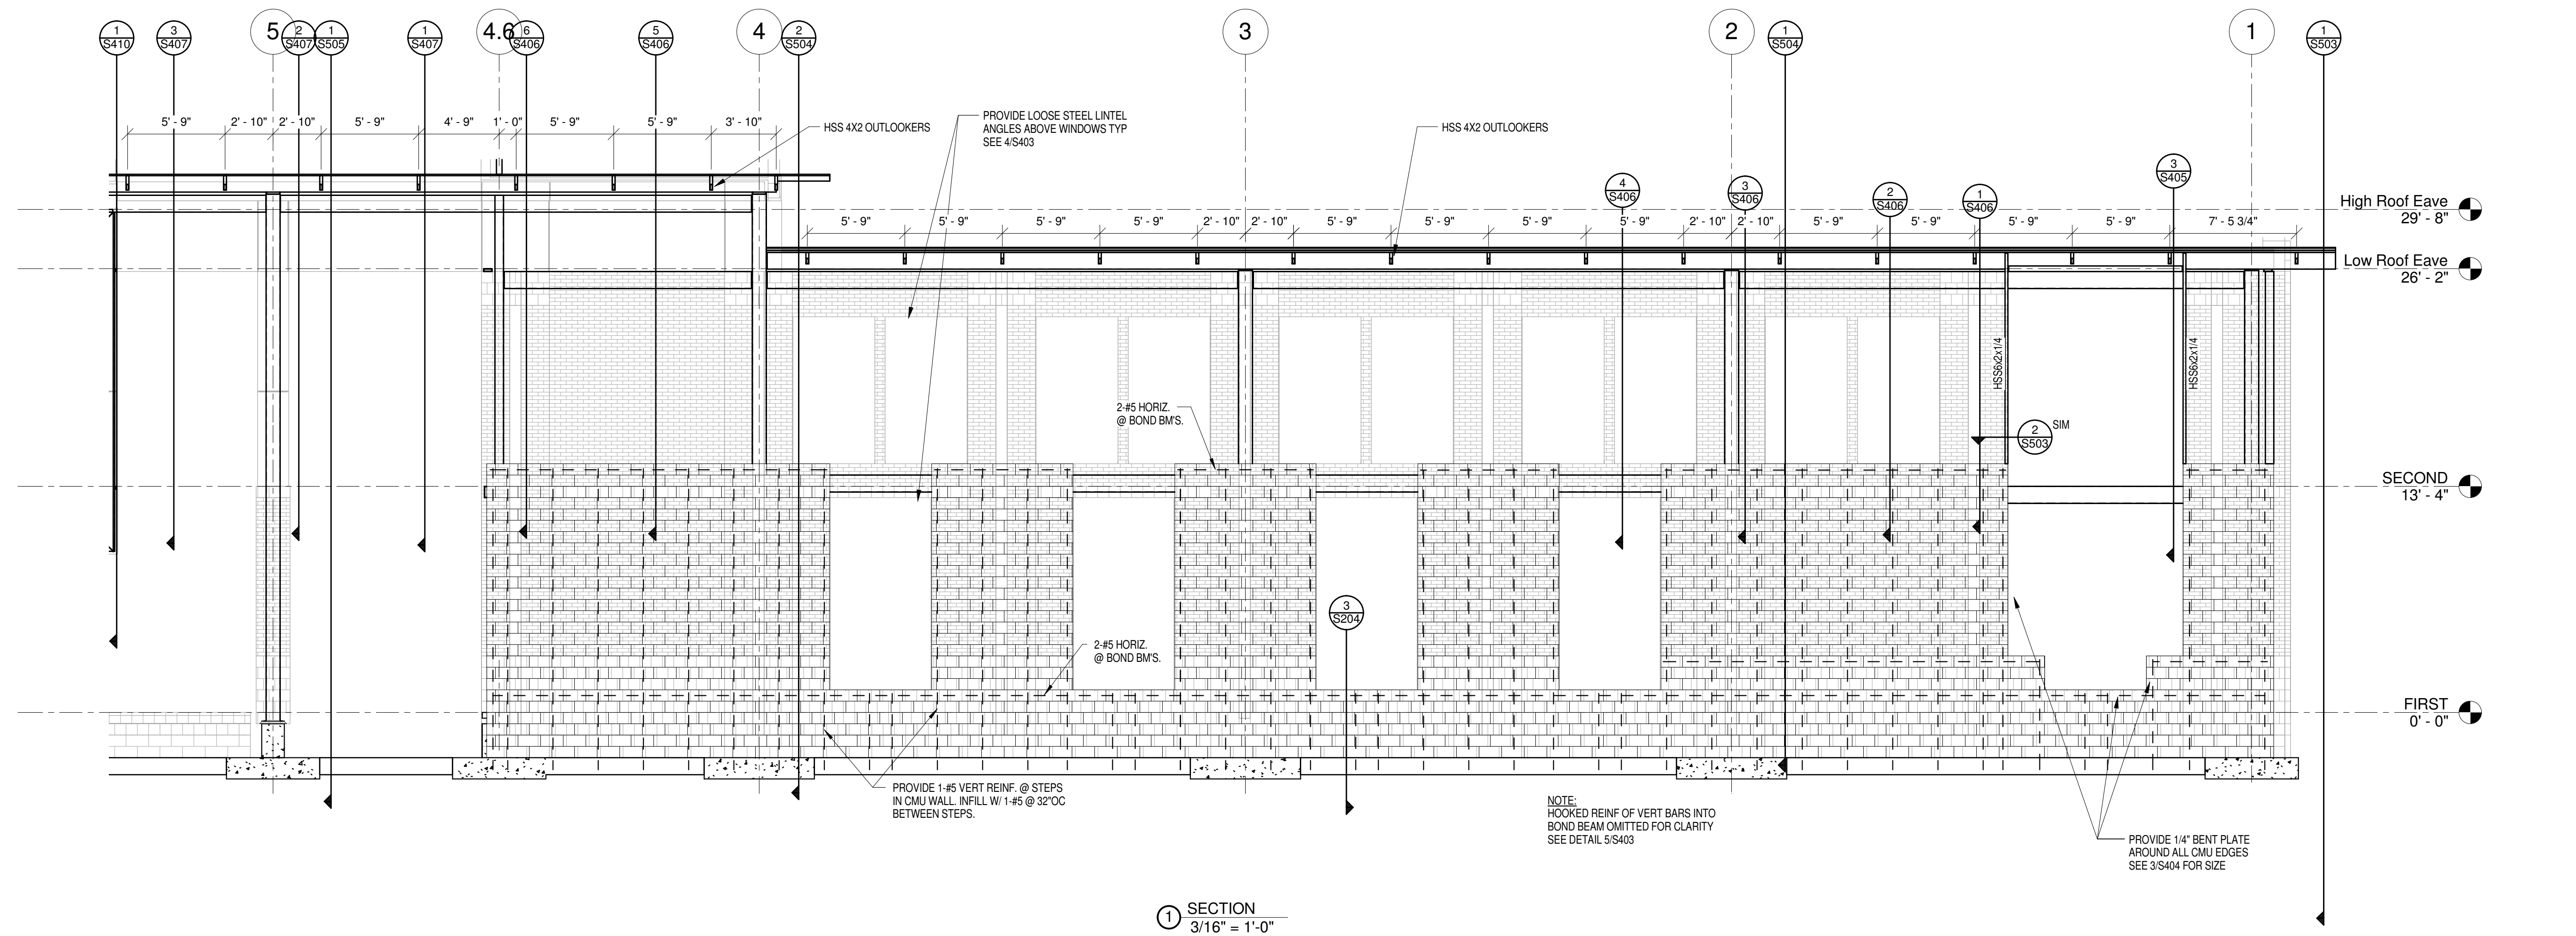 1
S410
3
S407
5
2
S407
1
S505
1
S407
4.6
6
S406
5
S406
4
2
S504
3
2
1
S504
1
1
S503
5' - 9"
2' - 10"
2' - 10"
5' - 9"
4' - 9"
1' - 0"
5' - 9"
5' - 9"
3' - 10"
HSS 4X2 OUTLOOKERS
PROVIDE LOOSE STEEL LINTEL
ANGLES ABOVE WINDOWS TYP
SEE 4/S403
HSS 4X2 OUTLOOKERS
4
S406
3
S406
2
S406
1
S406
3
S405
5' - 9"
5' - 9"
5' - 9"
5' - 9"
2' - 10"
2' - 10"
5' - 9"
5' - 9"
5' - 9"
5' - 9"
2' - 10"
2' - 10"
5' - 9"
5' - 9"
5' - 9"
5' - 9"
7' - 5 3/4"
High Roof Eave
29' - 8"
Low Roof Eave
26' - 2"
HSS6x2x1/4
HSS6x2x1/4
2-#5 HORIZ.
@ BOND BM'S.
2
S503
SIM
SECOND
13' - 4"
3
S204
2-#5 HORIZ.
@ BOND BM'S.
FIRST
0' - 0"
PROVIDE 1-#5 VERT REINF. @ STEPS
IN CMU WALL. INFILL W/ 1-#5 @ 32"OC
BETWEEN STEPS.
NOTE:
HOOKED REINF OF VERT BARS INTO
BOND BEAM OMITTED FOR CLARITY
SEE DETAIL 5/S403
PROVIDE 1/4" BENT PLATE
AROUND ALL CMU EDGES
SEE 3/S404 FOR SIZE
1
SECTION
3/16" = 1'-0"